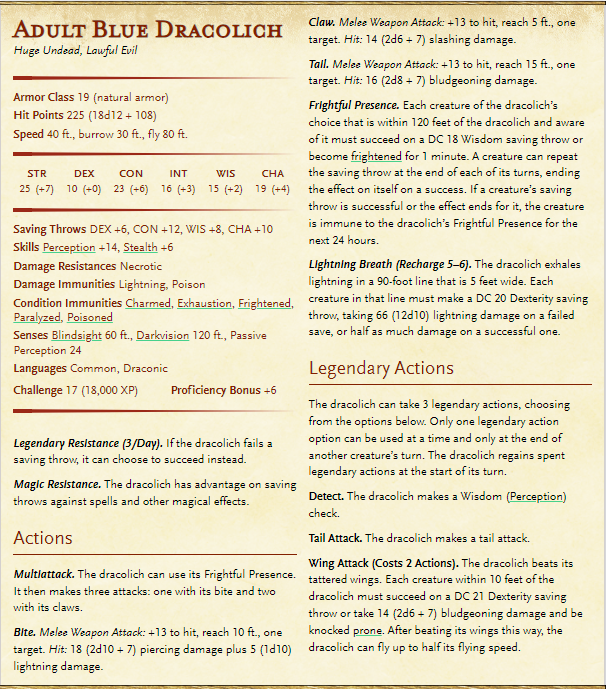 Adult Blue Dracolich
Huge Undead, Lawful Evil
Armor Class 19 (natural armor)
Hit Points 225 (18d12 + 108)
Speed 40 ft., burrow 30 ft., fly 80 ft.
STR DEX CON INT WIS CHA
25 (+7) 10 (+0) 23 (+6) 16 (+3) 15 (+2) 19 (+4)
Saving Throws DEX +6, CON +12, WIS +8, CHA +10
Skills Perception +14, Stealth +6
Damage Resistances Necrotic
Damage Immunities Lightning, Poison
Condition Immunities Charmed, Exhaustion, Frightened,
Paralyzed, Poisoned
Senses Blindsight 60 ft., Darkvision 120 ft., Passive
Perception 24
Languages Common, Draconic
Challenge 17 (18,000 XP) Proficiency Bonus +6
Legendary Resistance (3/Day). If the dracolich fails a
saving throw, it can choose to succeed instead.
Magic Resistance. The dracolich has advantage on saving
throws against spells and other magical effects.
Actions
Multiattack. The dracolich can use its Frightful Presence.
It then makes three attacks: one with its bite and two
with its claws.
Bite. Melee Weapon Attack: +13 to hit, reach 10 ft., one
target. Hit: 18 (2d10 + 7) piercing damage plus 5 (1d10)
lightning damage.
Claw. Melee Weapon Attack: +13 to hit, reach 5 ft., one
target. Hit: 14 (2d6 + 7) slashing damage.
Tail. Melee Weapon Attack: +13 to hit, reach 15 ft., one
target. Hit: 16 (2d8 + 7) bludgeoning damage.
Frightful Presence. Each creature of the dracolich's
choice that is within 120 feet of the dracolich and aware
of it must succeed on a DC 18 Wisdom saving throw or
become frightened for 1 minute. A creature can repeat
the saving throw at the end of each of its turns, ending
the effect on itself on a success. If a creature's saving
throw is successful or the effect ends for it, the creature
is immune to the dracolich's Frightful Presence for the
next 24 hours.
Lightning Breath (Recharge 5–6). The dracolich exhales
lightning in a 90-foot line that is 5 feet wide. Each
creature in that line must make a DC 20 Dexterity saving
throw, taking 66 (12d10) lightning damage on a failed
save, or half as much damage on a successful one.
Legendary Actions
The dracolich can take 3 legendary actions, choosing
from the options below. Only one legendary action
option can be used at a time and only at the end of
another creature's turn. The dracolich regains spent
legendary actions at the start of its turn.
Detect. The dracolich makes a Wisdom (Perception)
check.
Tail Attack. The dracolich makes a tail attack.
Wing Attack (Costs 2 Actions). The dracolich beats its
tattered wings. Each creature within 10 feet of the
dracolich must succeed on a DC 21 Dexterity saving
throw or take 14 (2d6 + 7) bludgeoning damage and be
knocked prone. After beating its wings this way, the
dracolich can fly up to half its flying speed.